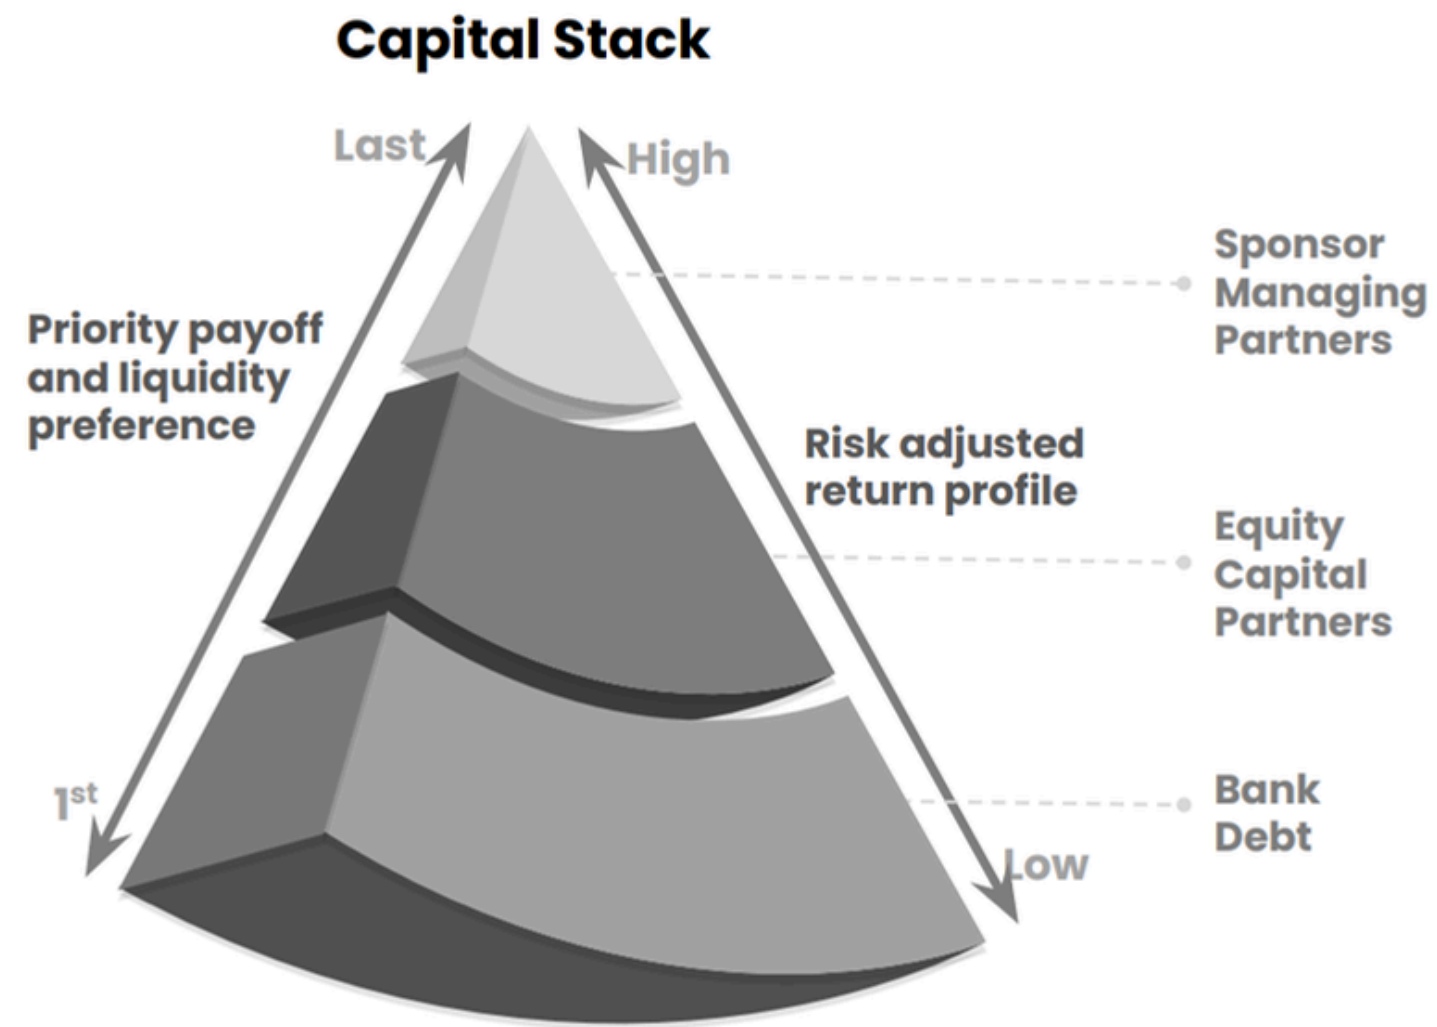 Capital Stack
Last
High
Sponsor
Managing
Partners
Priority payoff
and liquidity
preference
Risk adjusted
return profile
Equity
Capital
Partners
1st
Bank
Debt
Low